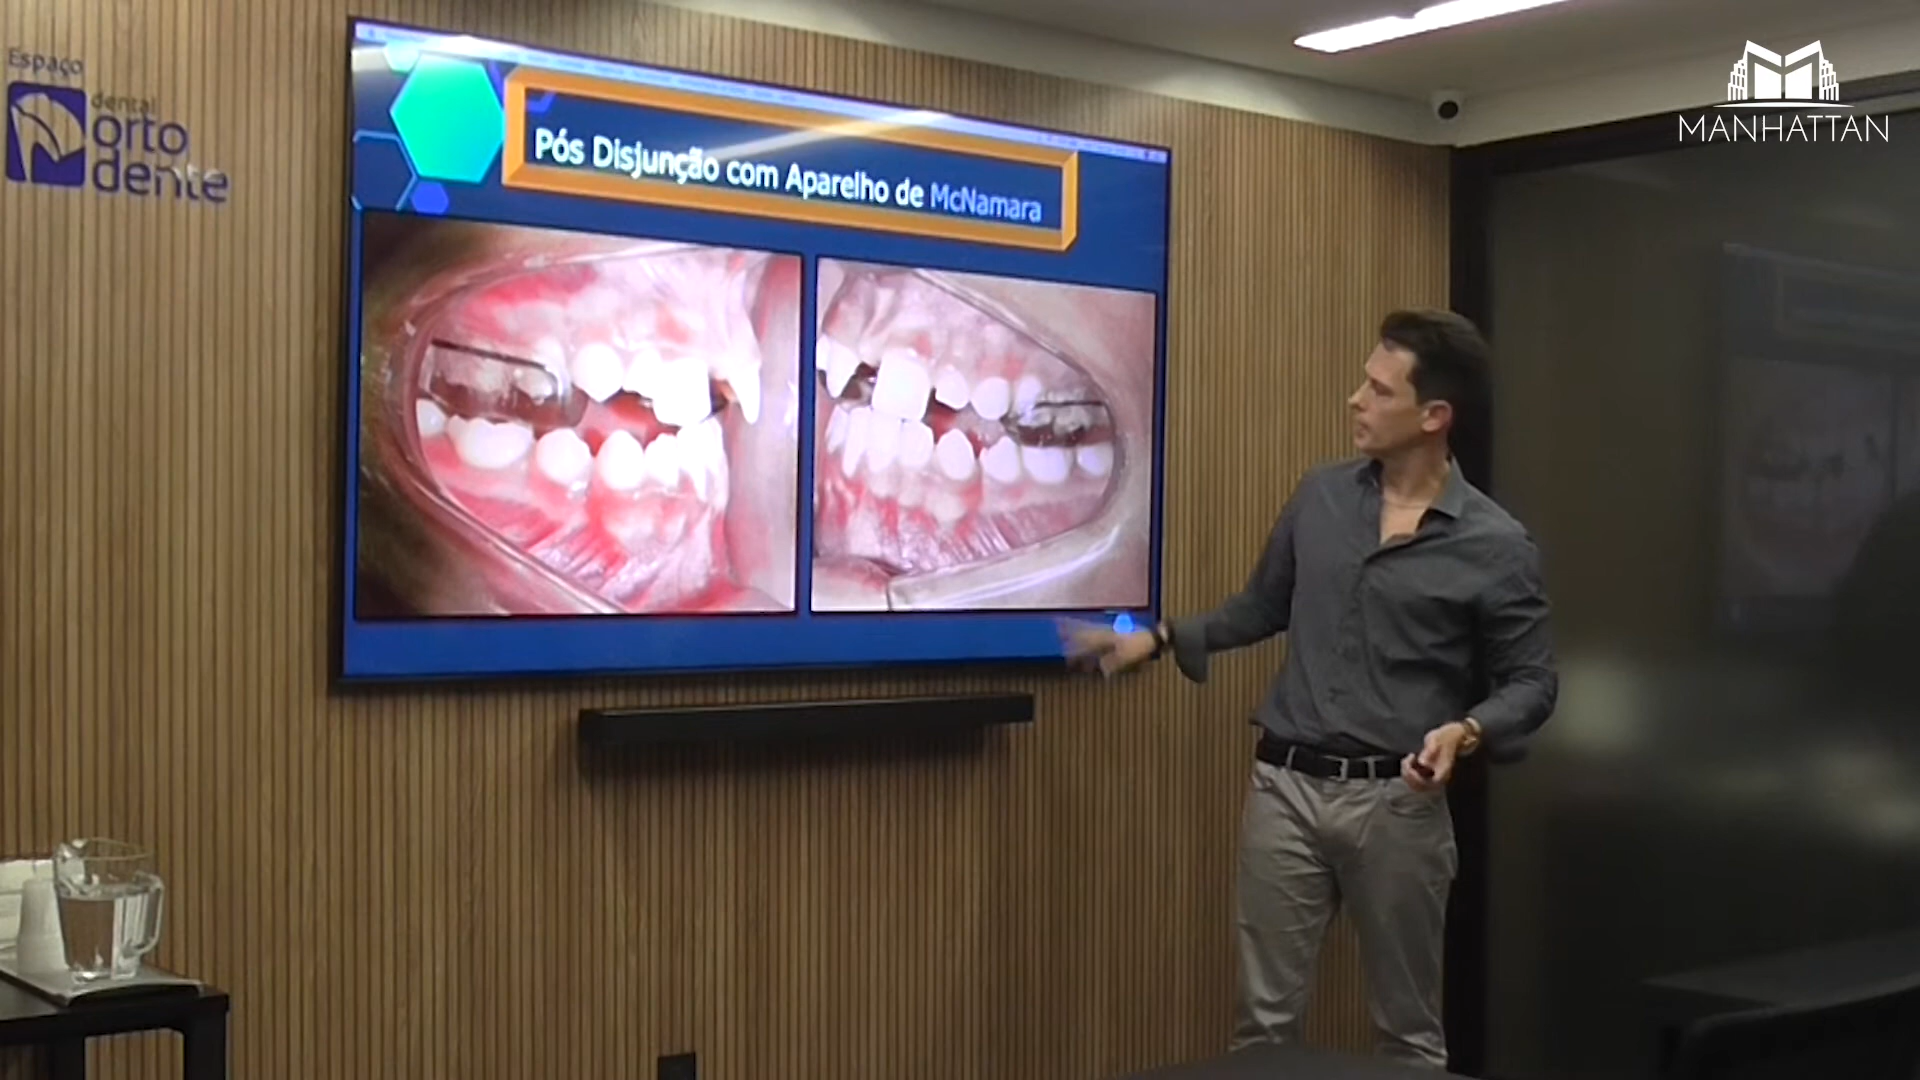 Espaço
dental
orto
dente
Pós Disjunção com Aparelho de McNamara
MANHATTAN